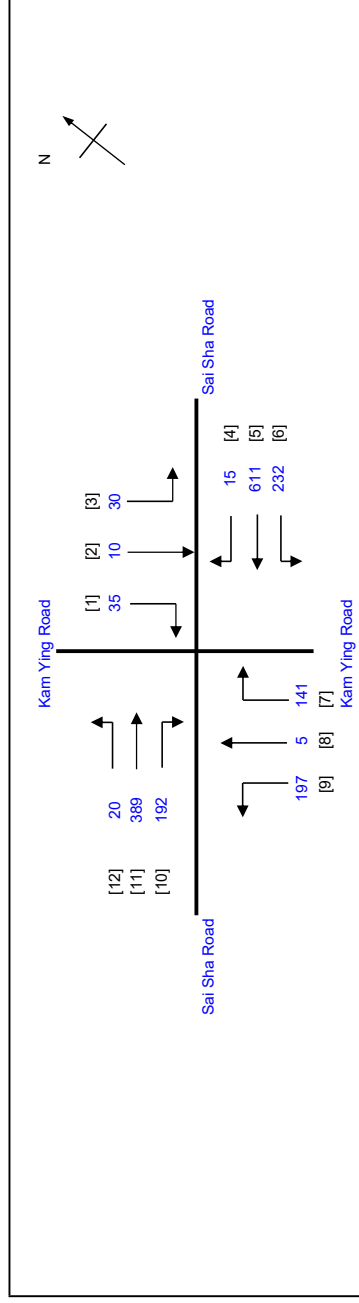 N
Kam Ying Road
[1] [2] [3]
35 10 30
[12] 20
[11] 389
[10] 192
Sai Sha Road
Sai Sha Road
15 [4]
611 [5]
232 [6]
197 5 141
[9] [8] [7]
Kam Ying Road